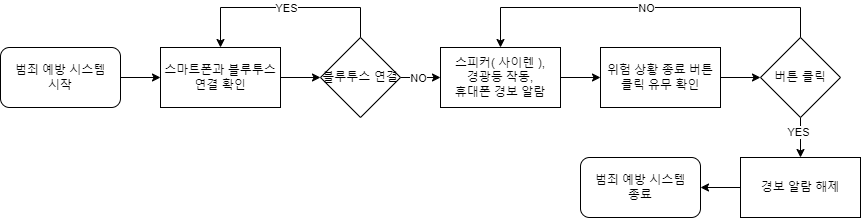 YES
NO
범죄 예방 시스템
시작
스마트폰과 블루투스
연결 확인
블루투스 연결
NO
스피커( 사이렌 ),
경광등 작동,
휴대폰 경보 알람
위험 상황 종료 버튼
클릭 유무 확인
버튼 클릭
YES
범죄 예방 시스템
종료
경보 알람 해제